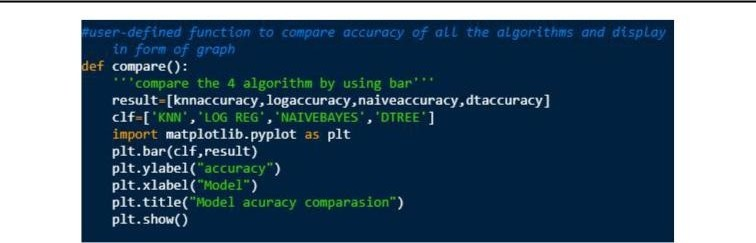 #user-defined function to compare accuracy of all the algorithms and display
in form of graph
def compare():
'''compare the 4 algorithm by using bar'''
result=[knnaccuracy,logaccuracy,naiveaccuracy,dtaccuracy]
clf=['KNN','LOG REG','NAIVEBAYES','DTREE']
import matplotlib.pyplot as plt
plt.bar(clf,result)
plt.ylabel("accuracy")
plt.xlabel("Model")
plt.title("Model acuracy comparasion")
plt.show()